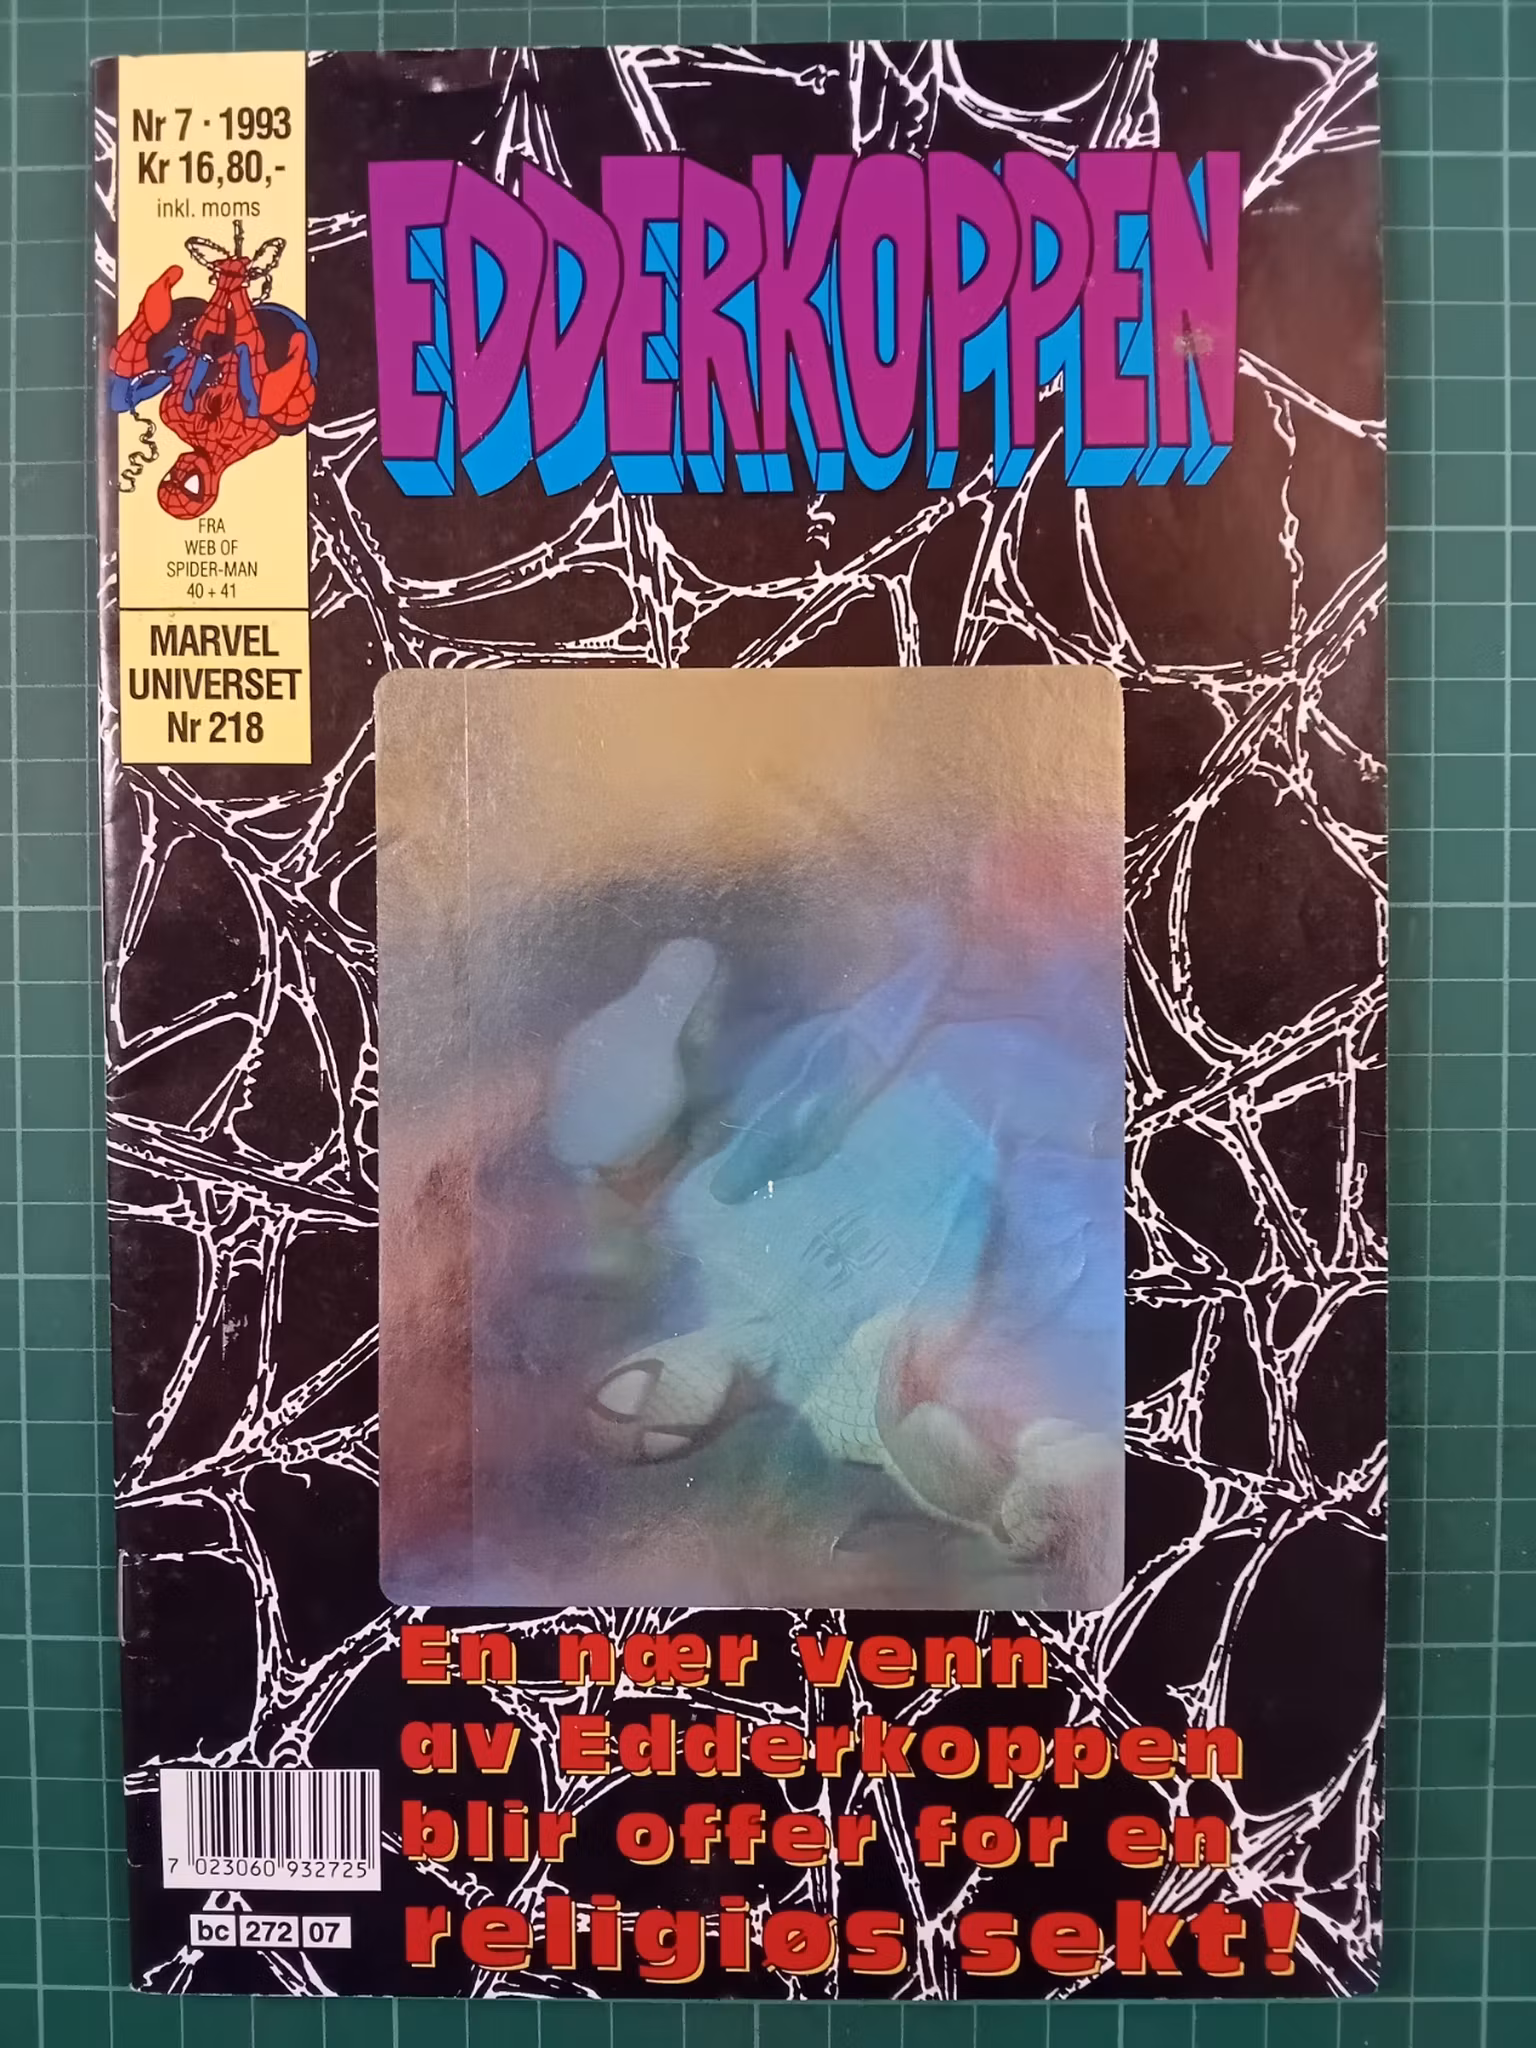 Nr 7 · 1993
Kr 16,80,-
inkl. moms
FRA
WEB OF
SPIDER-MAN
40 + 41
MARVEL
UNIVERSET
Nr 218
EDDERKOPPEN
En nær venn
av Edderkoppen
blir offer for en
religiøs sekt!
7 023060 932725
bc 272 07